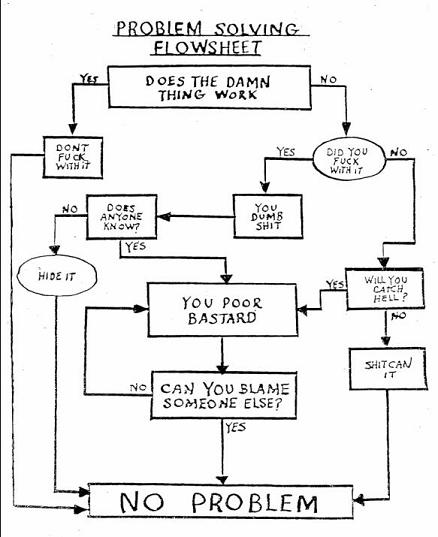 PROBLEM SOLVING
FLOWSHEET
YES
DOES THE DAMN
THING WORK
NO
DONT
FUCK
WITH IT
YES
DID YOU
FUCK
WITH IT
NO
NO
DOES
ANYONE
KNOW?
YES
YOU
DUMB
SHIT
HIDE IT
YOU POOR
BASTARD
YES
WILL YOU
CATCH
HELL?
NO
SHITCAN
IT
NO
CAN YOU BLAME
SOMEONE ELSE?
YES
NO PROBLEM